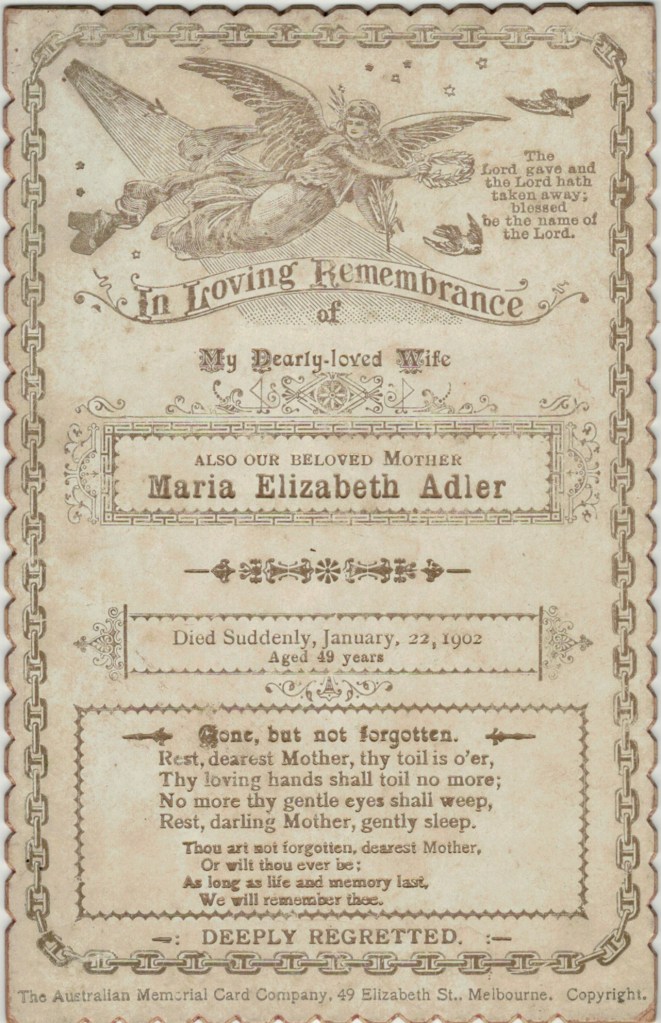 The
Lord gave and
the Lord hath
taken away;
blessed
be the name of
the Lord.
In Loving Remembrance
of
My Dearly-loved Wife
ALSO OUR BELOVED MOTHER
Maria Elizabeth Adler
Died Suddenly, January, 22, 1902
Aged 49 years
Gone, but not forgotten.
Rest, dearest Mother, thy toil is o'er,
Thy loving hands shall toil no more;
No more thy gentle eyes shall weep,
Rest, darling Mother, gently sleep.
Thou art not forgotten, dearest Mother,
Or wilt thou ever be;
As long as life and memory last,
We will remember thee.
—: DEEPLY REGRETTED. :—
The Australian Memorial Card Company, 49 Elizabeth St., Melbourne. Copyright.